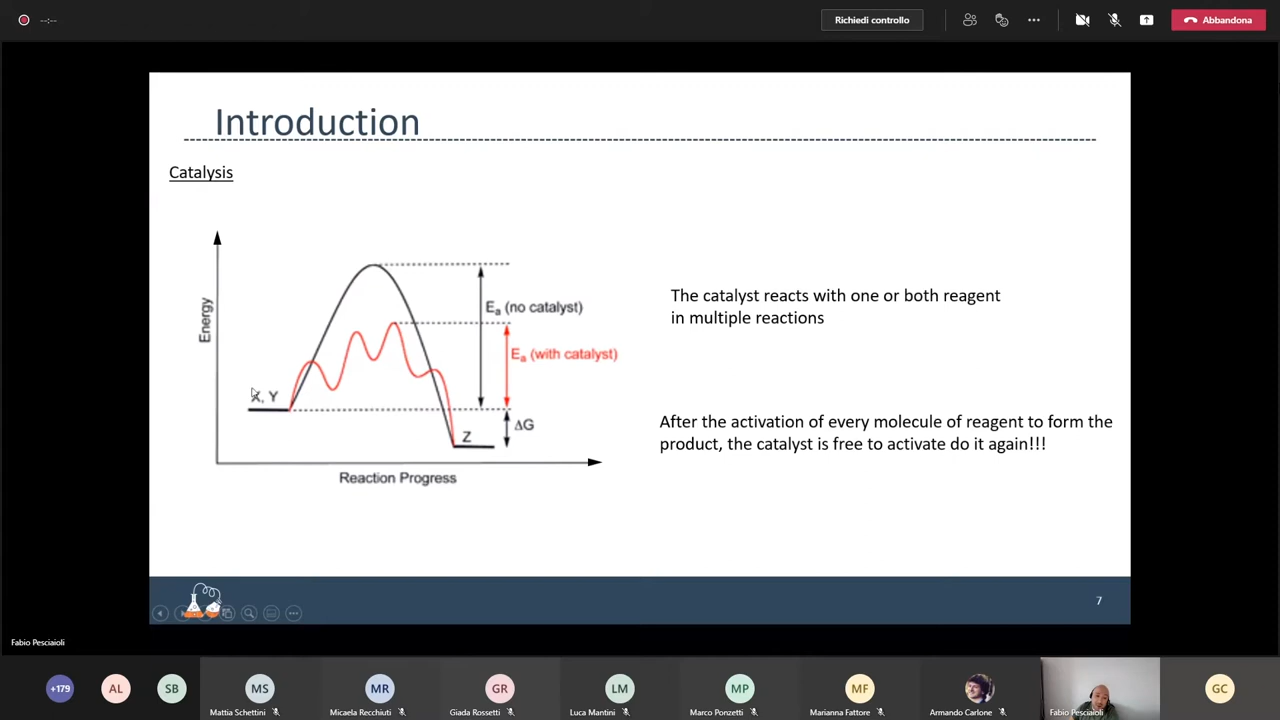 --:--
Richiedi controllo
Abbandona
Introduction
Catalysis
Energy
X, Y
Z
Ea (no catalyst)
Ea (with catalyst)
ΔG
Reaction Progress
The catalyst reacts with one or both reagent
in multiple reactions
After the activation of every molecule of reagent to form the
product, the catalyst is free to activate do it again!!!
7
Fabio Pesciaioli
+179
AL
SB
MS
MR
GR
LM
MP
MF
GC
Mattia Schettini
Micaela Recchiuti
Giada Rossetti
Luca Mantini
Marco Ponzetti
Marianna Fattore
Armando Carlone
Fabio Pesciaioli